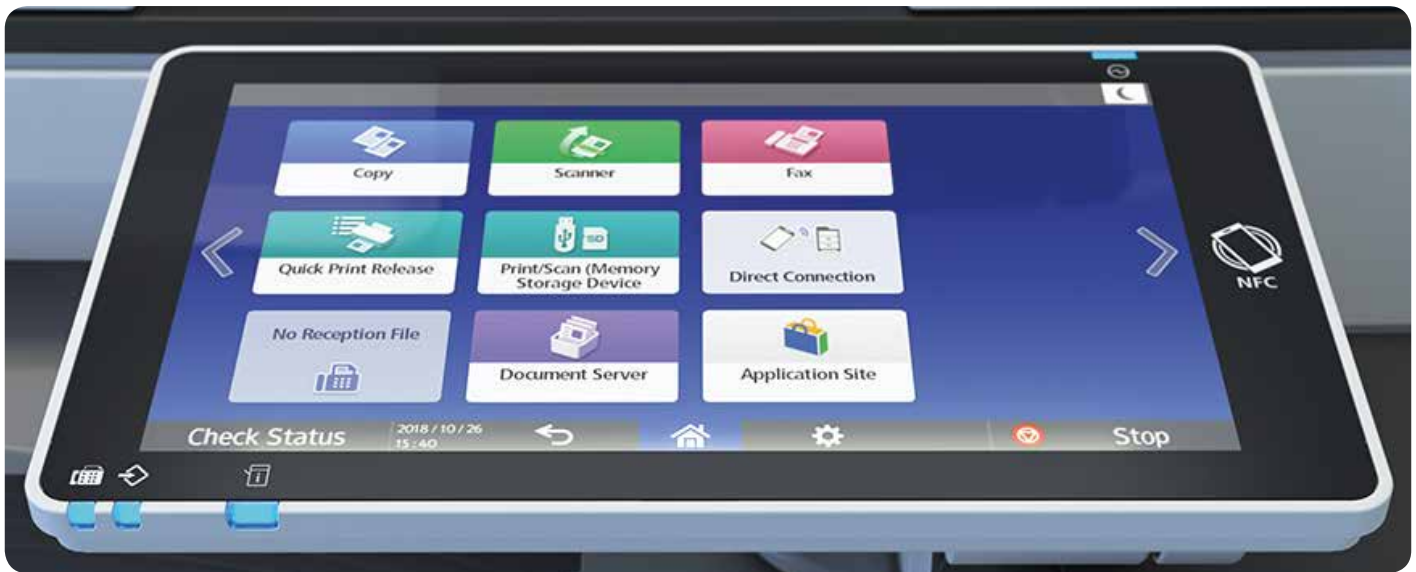 Copy
Scanner
Fax
Quick Print Release
Print/Scan (Memory
Storage Device
SD
Direct Connection
NFC
No Reception File
Document Server
Application Site
Check Status
2018/10/26
15:40
Stop